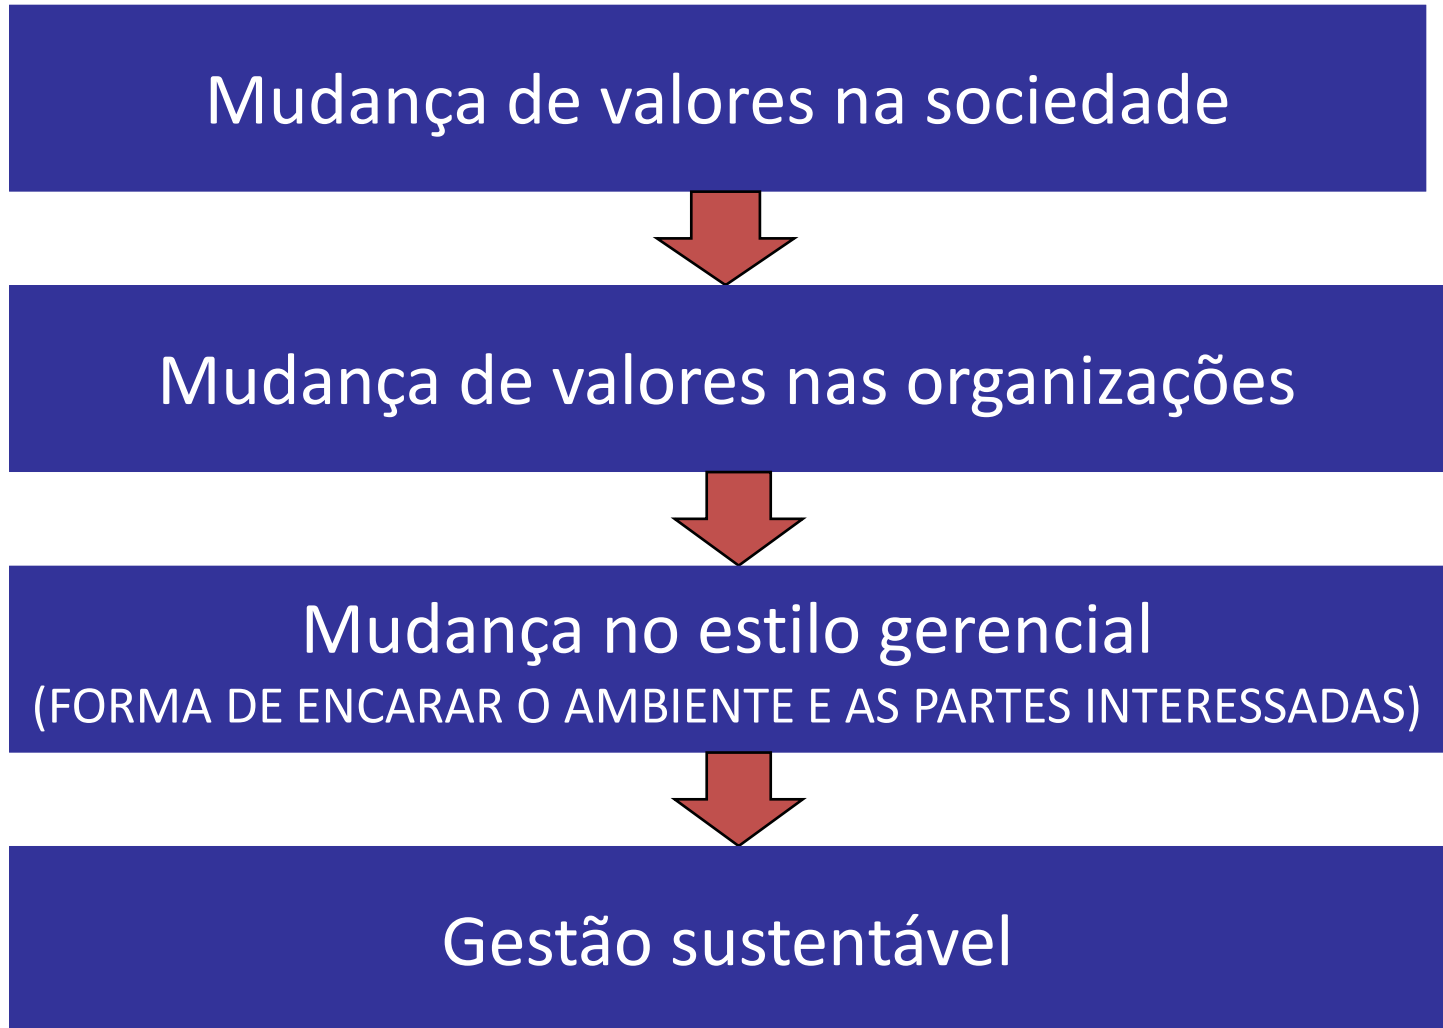 Mudança de valores na sociedade
Mudança de valores nas organizações
Mudança no estilo gerencial
(FORMA DE ENCARAR O AMBIENTE E AS PARTES INTERESSADAS)
Gestão sustentável